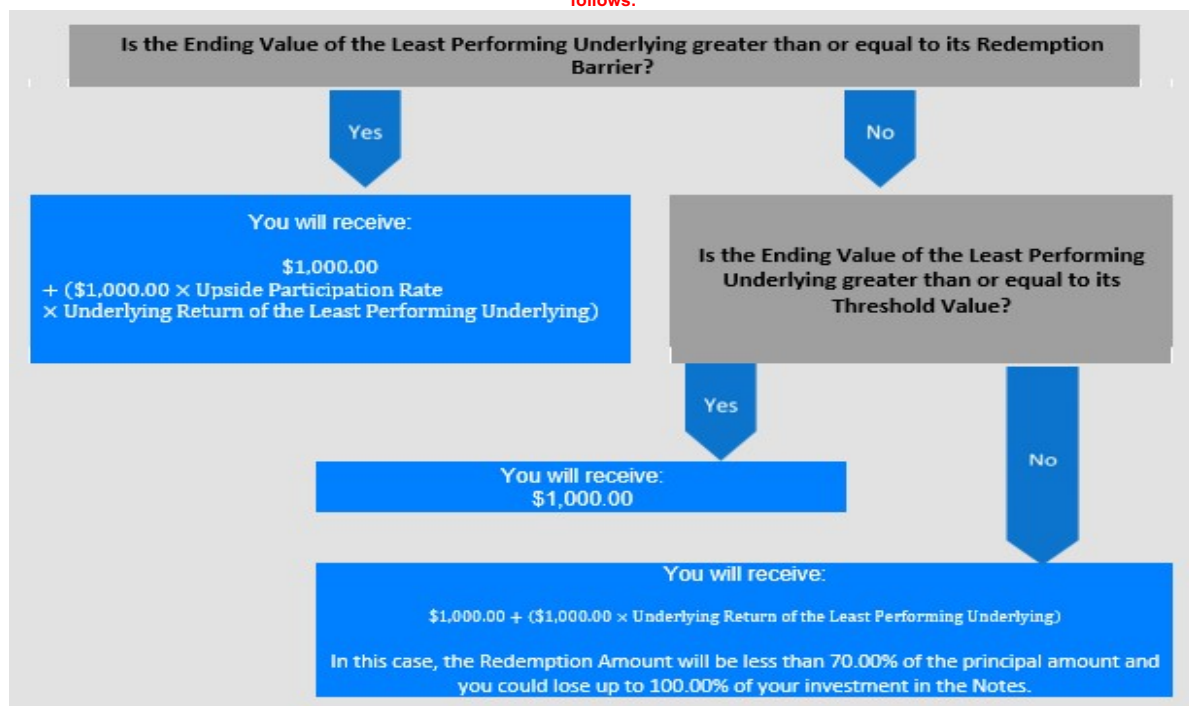 follows:
Is the Ending Value of the Least Performing Underlying greater than or equal to its Redemption
Barrier?
Yes
No
You will receive:
$1,000.00
+ ($1,000.00 × Upside Participation Rate
× Underlying Return of the Least Performing Underlying)
Is the Ending Value of the Least Performing
Underlying greater than or equal to its
Threshold Value?
Yes
No
You will receive:
$1,000.00
You will receive:
$1,000.00 + ($1,000.00 × Underlying Return of the Least Performing Underlying)
In this case, the Redemption Amount will be less than 70.00% of the principal amount and
you could lose up to 100.00% of your investment in the Notes.